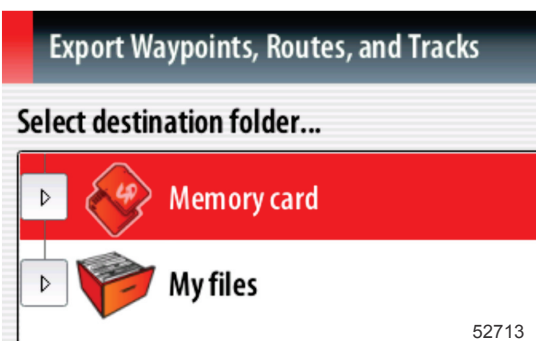 Export Waypoints, Routes, and Tracks
Select destination folder...
Memory card
My files
52713